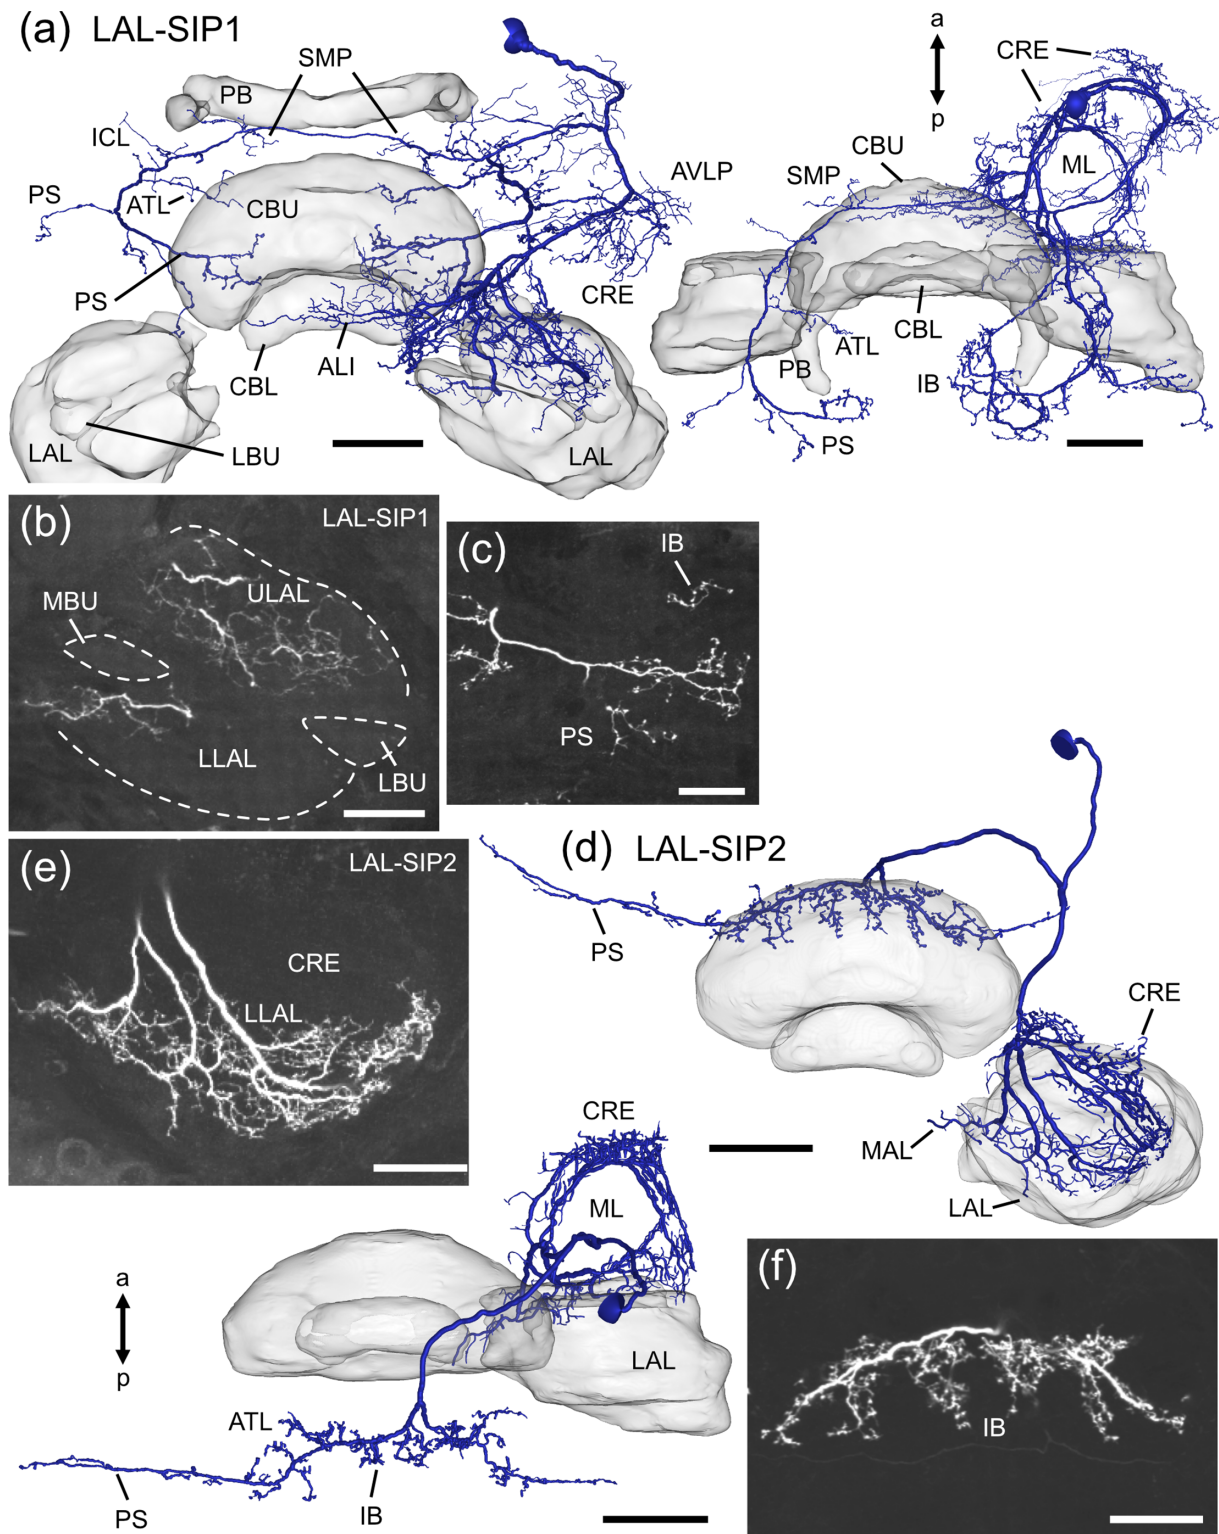 (a) LAL-SIP1
SMP
PB
ICL
PS
ATL
CBU
AVLP
PS
CRE
CBL
ALI
LAL
LBU
LAL
a
p
CRE
CBU
ML
SMP
CBL
ATL
PB
IB
PS
(b)
LAL-SIP1
MBU
ULAL
LLAL
LBU
(c)
IB
PS
(d) LAL-SIP2
PS
CRE
MAL
LAL
(e)
LAL-SIP2
CRE
LLAL
CRE
ML
a
p
LAL
ATL
PS
IB
(f)
IB